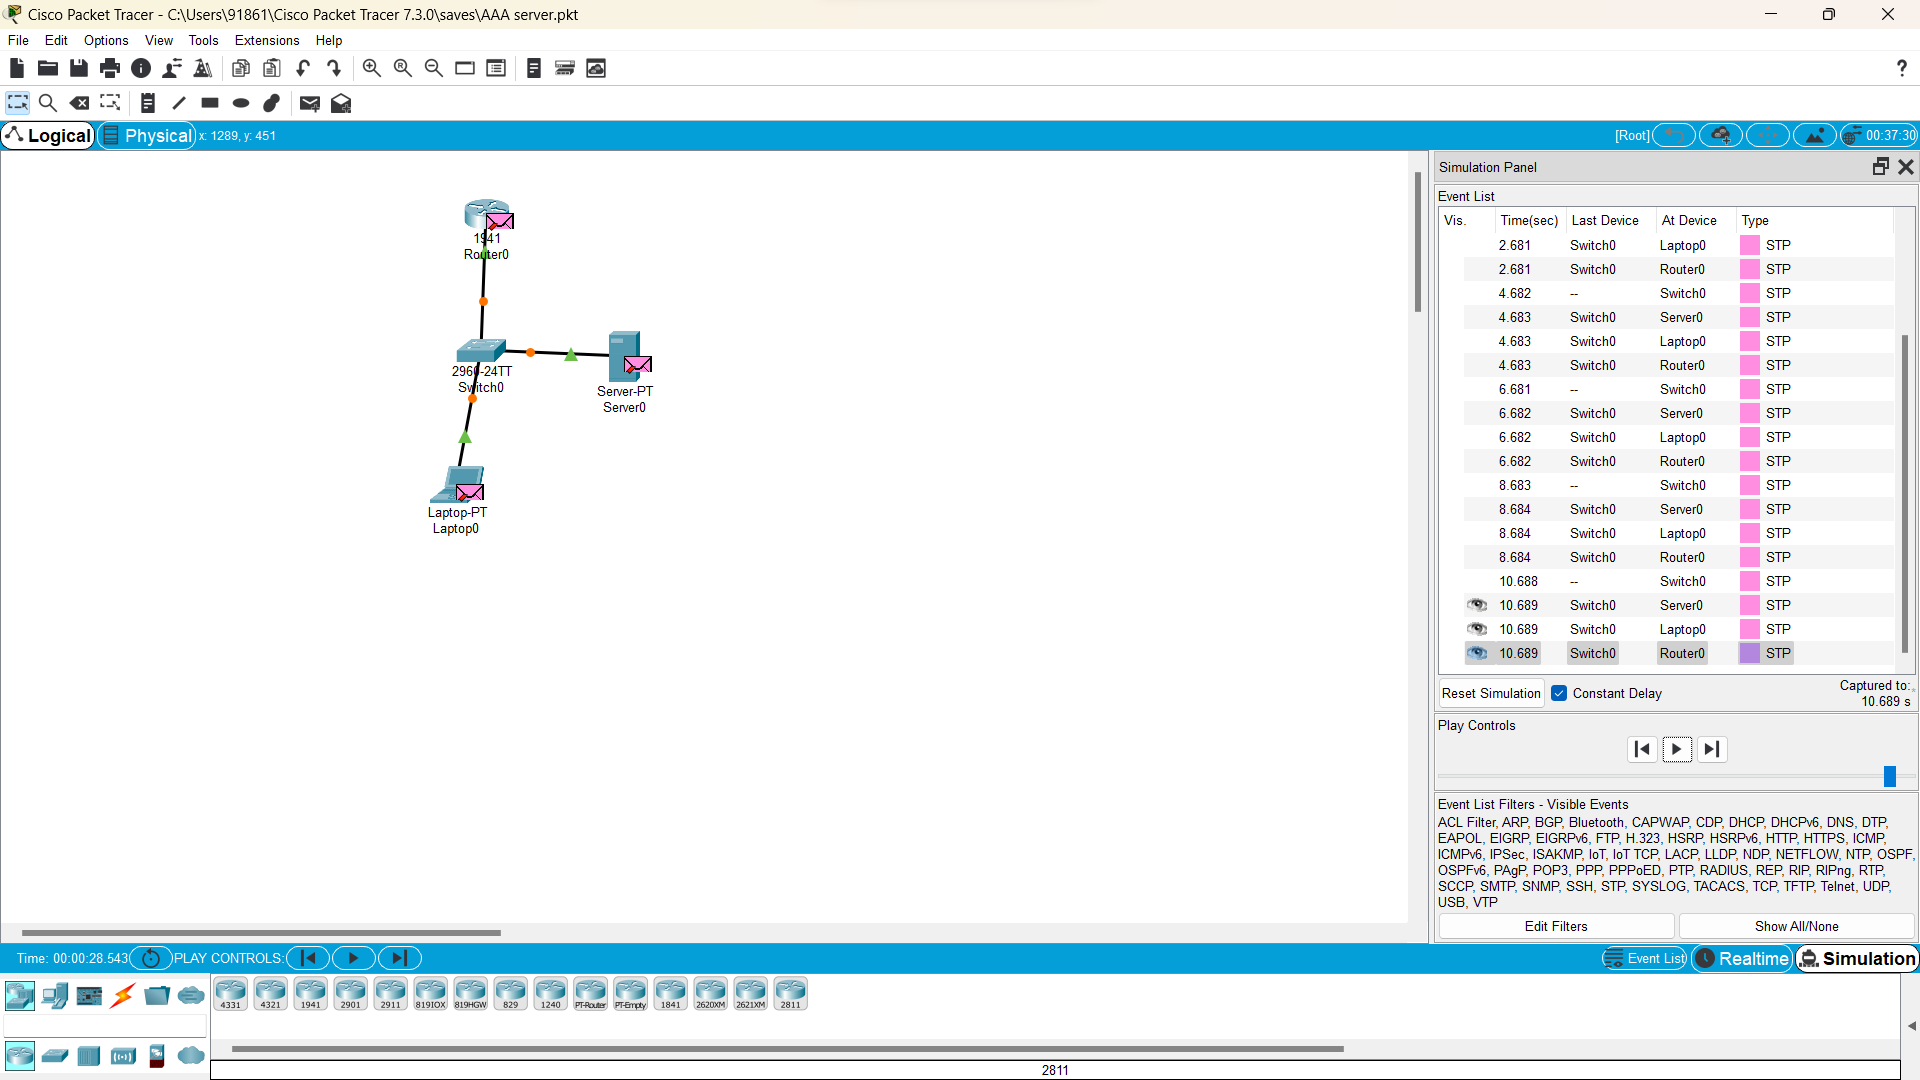 Cisco Packet Tracer - C:\Users\91861\Cisco Packet Tracer 7.3.0\saves\AAA server.pkt
File Edit Options View Tools Extensions Help
?
Logical Physical x: 1289, y: 451 [Root] 00:37:30
1941
Router0
2960-24TT
Switch0
Server-PT
Server0
Laptop-PT
Laptop0
Simulation Panel
Event List
Vis. Time(sec) Last Device At Device Type
2.681 Switch0 Laptop0 STP
2.681 Switch0 Router0 STP
4.682 -- Switch0 STP
4.683 Switch0 Server0 STP
4.683 Switch0 Laptop0 STP
4.683 Switch0 Router0 STP
6.681 -- Switch0 STP
6.682 Switch0 Server0 STP
6.682 Switch0 Laptop0 STP
6.682 Switch0 Router0 STP
8.683 -- Switch0 STP
8.684 Switch0 Server0 STP
8.684 Switch0 Laptop0 STP
8.684 Switch0 Router0 STP
10.688 -- Switch0 STP
10.689 Switch0 Server0 STP
10.689 Switch0 Laptop0 STP
10.689 Switch0 Router0 STP
Reset Simulation Constant Delay Captured to:
10.689 s
Play Controls
Event List Filters - Visible Events
ACL Filter, ARP, BGP, Bluetooth, CAPWAP, CDP, DHCP, DHCPv6, DNS, DTP,
EAPOL, EIGRP, EIGRPv6, FTP, H.323, HSRP, HSRPv6, HTTP, HTTPS, ICMP,
ICMPv6, IPSec, ISAKMP, IoT, IoT TCP, LACP, LLDP, NDP, NETFLOW, NTP, OSPF,
OSPFv6, PAgP, POP3, PPP, PPPoED, PTP, RADIUS, REP, RIP, RIPng, RTP,
SCCP, SMTP, SNMP, SSH, STP, SYSLOG, TACACS, TCP, TFTP, Telnet, UDP,
USB, VTP
Edit Filters Show All/None
Time: 00:00:28.543 PLAY CONTROLS: Event List Realtime Simulation
4331 4321 1941 2901 2911 819IOX 819HGW 829 1240 PT-Router PT-Empty 1841 2620XM 2621XM 2811
2811